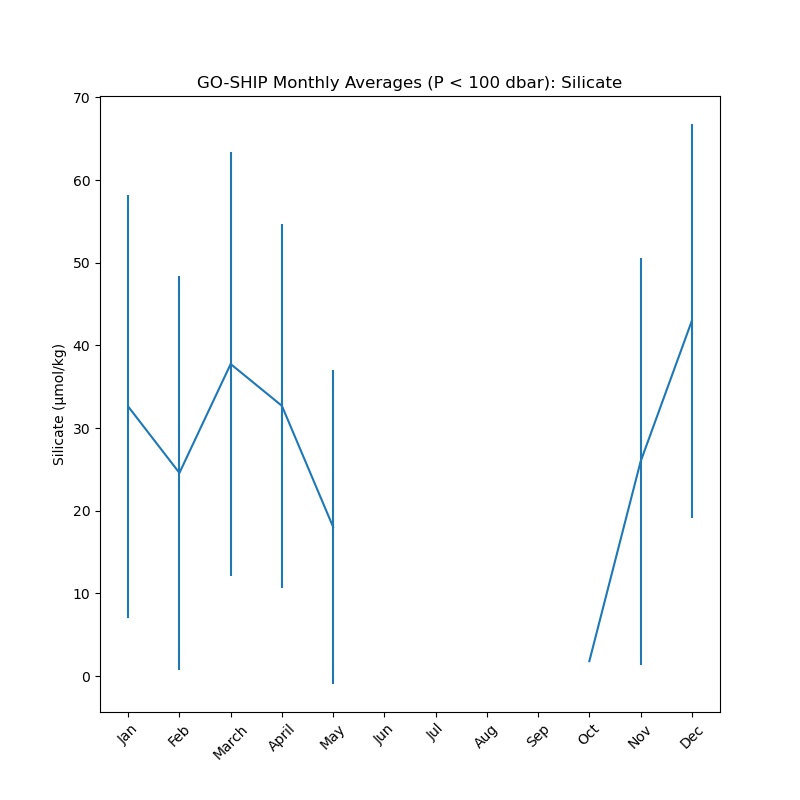 GO-SHIP Monthly Averages (P < 100 dbar): Silicate
Silicate (μmol/kg)
70
60
50
40
30
20
10
0
Jan
Feb
March
April
May
Jun
Jul
Aug
Sep
Oct
Nov
Dec